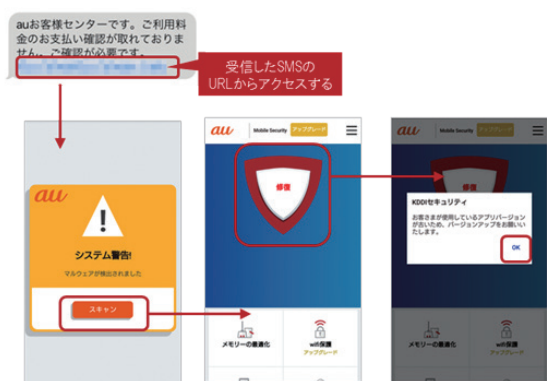 auお客様センターです。ご利用料
金のお支払い確認が取れておりま
せん。ご確認が必要です。
受信したSMSの
URLからアクセスする
au
システム警告!
マルウェアが検出されました
スキャン
au Mobile Security アップグレード
修復
メモリーの最適化
wifi保護
アップグレード
au Mobile Security アップグレード
修復
KDDIセキュリティ
お客さまが使用しているアプリバージョン
が古いため、バージョンアップをお願いい
たします。
OK
メモリーの最適化
wifi保護
アップグレード